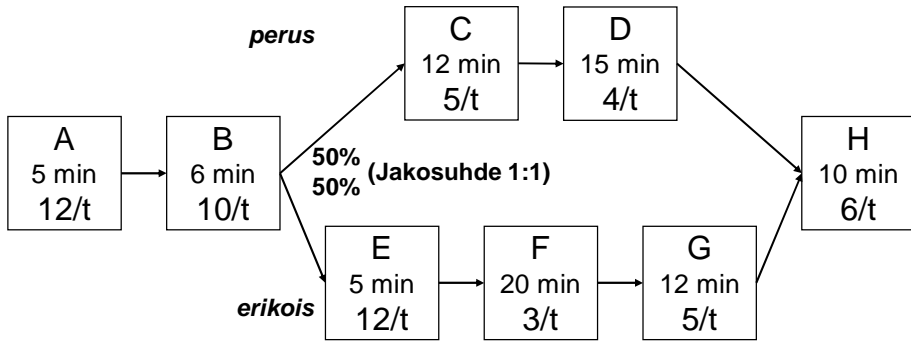 perus
C
12 min
5/t
D
15 min
4/t
A
5 min
12/t
B
6 min
10/t
50%
50%
(Jakosuhde 1:1)
H
10 min
6/t
erikois
E
5 min
12/t
F
20 min
3/t
G
12 min
5/t